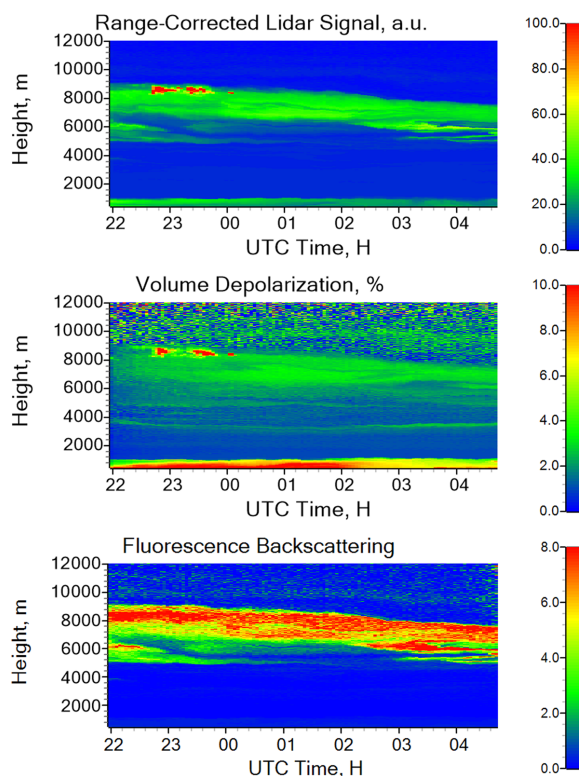 Range-Corrected Lidar Signal, a.u.
12000
10000
8000
6000
4000
2000
Height, m
22 23 00 01 02 03 04
UTC Time, H
100.0
80.0
60.0
40.0
20.0
0.0
Volume Depolarization, %
12000
10000
8000
6000
4000
2000
Height, m
22 23 00 01 02 03 04
UTC Time, H
10.0
8.0
6.0
4.0
2.0
0.0
Fluorescence Backscattering
12000
10000
8000
6000
4000
2000
Height, m
22 23 00 01 02 03 04
UTC Time, H
8.0
6.0
4.0
2.0
0.0